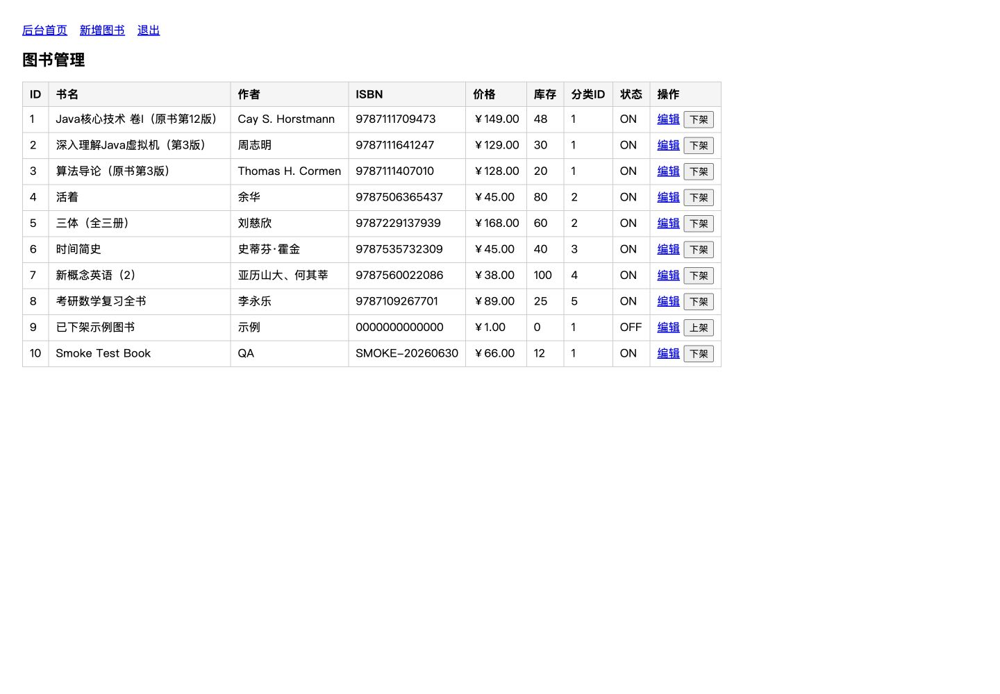 后台首页 新增图书 退出
图书管理
ID 书名 作者 ISBN 价格 库存 分类ID 状态 操作
1 Java核心技术 卷I（原书第12版） Cay S. Horstmann 9787111709473 ￥149.00 48 1 ON 编辑 下架
2 深入理解Java虚拟机（第3版） 周志明 9787111641247 ￥129.00 30 1 ON 编辑 下架
3 算法导论（原书第3版） Thomas H. Cormen 9787111407010 ￥128.00 20 1 ON 编辑 下架
4 活着 余华 9787506365437 ￥45.00 80 2 ON 编辑 下架
5 三体（全三册） 刘慈欣 9787229137939 ￥168.00 60 2 ON 编辑 下架
6 时间简史 史蒂芬·霍金 9787535732309 ￥45.00 40 3 ON 编辑 下架
7 新概念英语（2） 亚历山大、何其莘 9787560022086 ￥38.00 100 4 ON 编辑 下架
8 考研数学复习全书 李永乐 9787109267701 ￥89.00 25 5 ON 编辑 下架
9 已下架示例图书 示例 0000000000000 ￥1.00 0 1 OFF 编辑 上架
10 Smoke Test Book QA SMOKE-20260630 ￥66.00 12 1 ON 编辑 下架